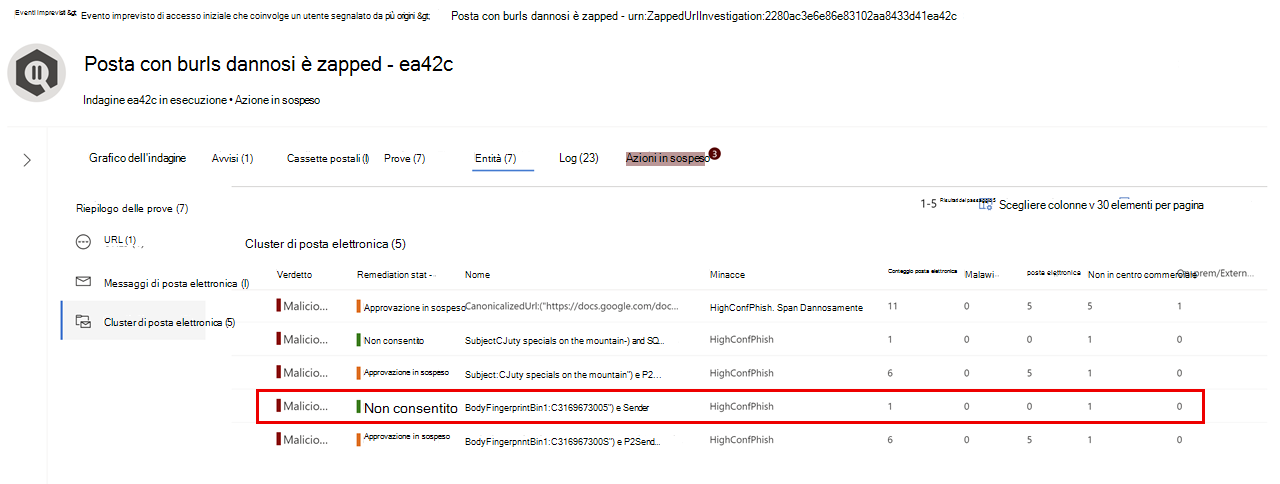 Eventi Imprevist &gt; Evento imprevisto di accesso iniziale che coinvolge un utente segnalato da più origini &gt; Posta con burls dannosi è zapped - urn:ZappedUrlInvestigation:2280ac3e6e86e83102aa8433d41ea42c
Posta con burls dannosi è zapped - ea42c
Indagine ea42c in esecuzione • Azione in sospeso
Grafico dell'indagine Avvisi (1) Cassette postali (l) Prove (7) Entità (7) Log (23) Azioni in sospeso 3
Riepilogo delle prove (7)
1-5 Scegliere colonne v 30 elementi per pagina
URL (1)
Cluster di posta elettronica (5)
Verdetto Remediation stat - Nome Minacce Conteggio posta elettronica Malawi posta elettronica Non in centro commerciale
Messaggi di posta elettronica (l)
Malicio... Approvazione in sospeso CanonicalizedUrl:("https://docs.google.com/doc... HighConfPhish. Span Dannosamente 11 0 5 5 1
Cluster di posta elettronica (5)
Malicio... Non consentito SubjectCJuty specials on the mountain-) and SQ... HighConfPhish 1 0 0 1 0
Malicio... Approvazione in sospeso Subject:CJuty specials on the mountain") e P2... HighConfPhish 6 0 5 1 0
Malicio... Non consentito BodyFingerprintBin1:C3169673005") e Sender HighConfPhish 1 0 0 1 0
Malicio... Approvazione in sospeso BodyFingerpnntBin1:C316967300S") e P2Send... HighConfPhish 6 0 5 1 0